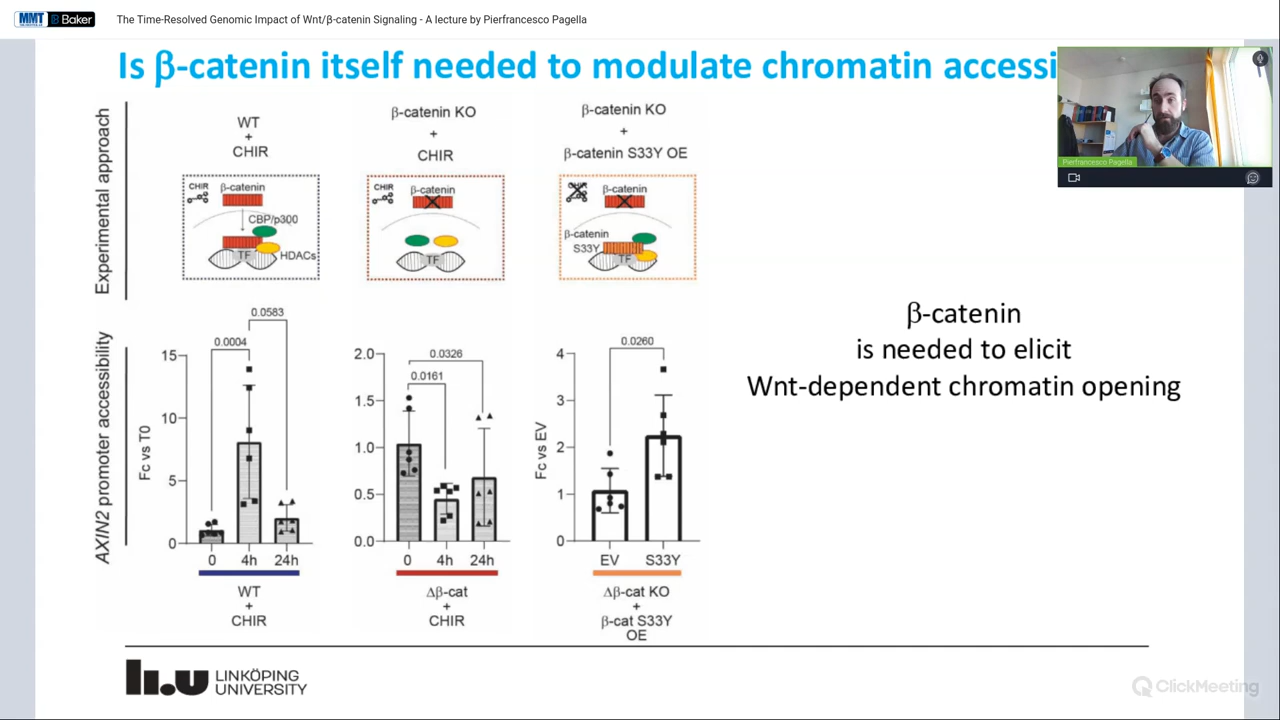 MMT
Baker
The Time-Resolved Genomic Impact of Wnt/β-catenin Signaling - A lecture by Pierfrancesco Pagella
Is β-catenin itself needed to modulate chromatin accessi
Pierfrancesco Pagella
Experimental approach
WT
+
CHIR
CHIR
β-catenin
CBP/p300
TF
HDACs
β-catenin KO
+
CHIR
CHIR
β-catenin
TF
β-catenin KO
+
β-catenin S33Y OE
CHIR
β-catenin
β-catenin
S33Y
TF
β-catenin
is needed to elicit
Wnt-dependent chromatin opening
AXIN2 promoter accessibility
Fc vs T0
15
10
5
0
0.0004
0.0583
0 4h 24h
WT
+
CHIR
2.0
1.5
1.0
0.5
0.0
0.0326
0.0161
0 4h 24h
Δβ-cat
+
CHIR
Fc vs EV
4
3
2
1
0
0.0260
EV S33Y
Δβ-cat KO
+
β-cat S33Y
OE
LINKÖPING
UNIVERSITY
ClickMeeting